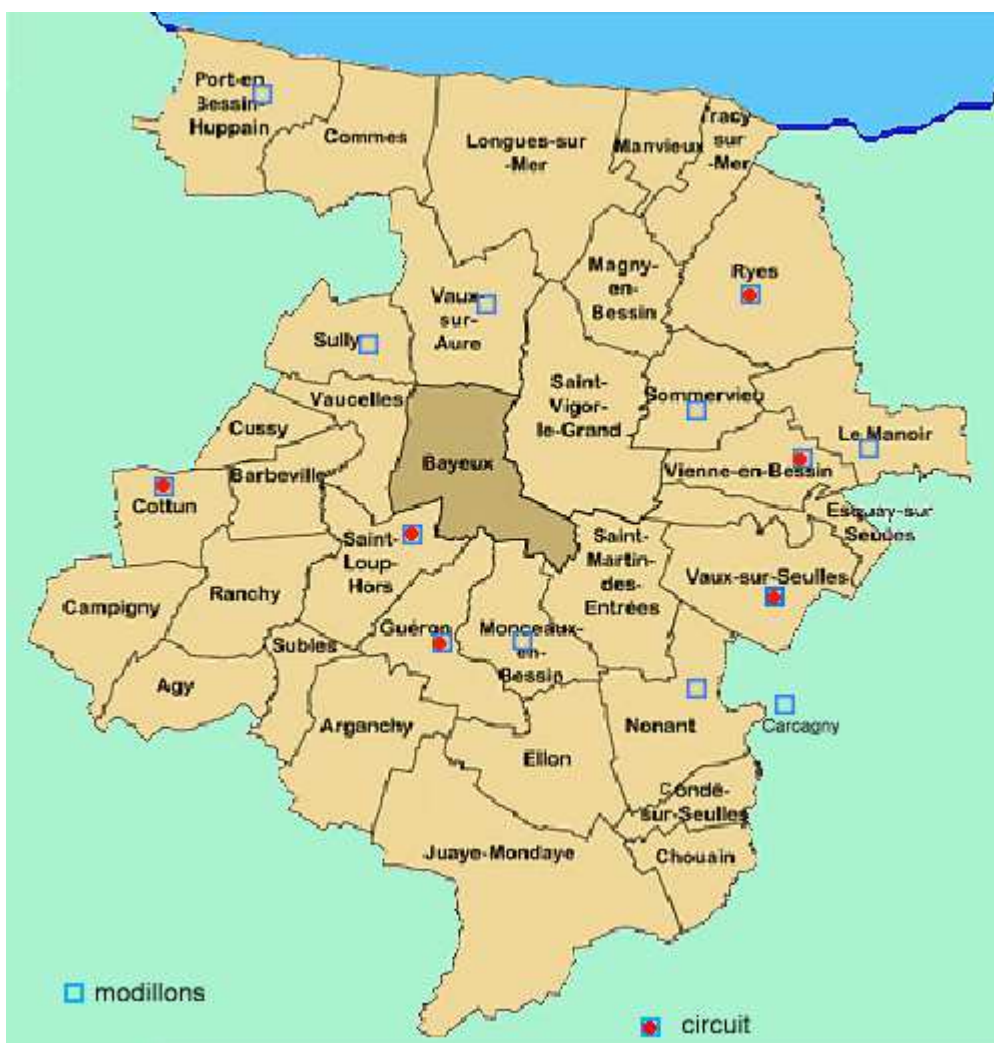 Port-en
Bessin-
Huppain
Commes
Longues-sur
-Mer
Manvieux
Tracy-
sur
-Mer
Magny-
en-
Bessin
Ryes
Vaux-
sur-
Aure
Sully
Vaucelles
Saint-
Vigor-
le-Grand
Sommervieu
Le Manoir
Cussy
Barbeville
Bayeux
Vienne-en-Bessin
Cottun
Esquay-sur
Seulles
Saint-
Loup-
Hors
Saint-
Martin-
des-
Entrées
Vaux-sur-Seulles
Campigny
Ranchy
Guéron
Monceaux-
en-
Bessin
Subles
Agy
Arganchy
Ellon
Nonant
Carcagny
Condé-
sur-Seulles
Juaye-Mondaye
Chouain
modillons
circuit